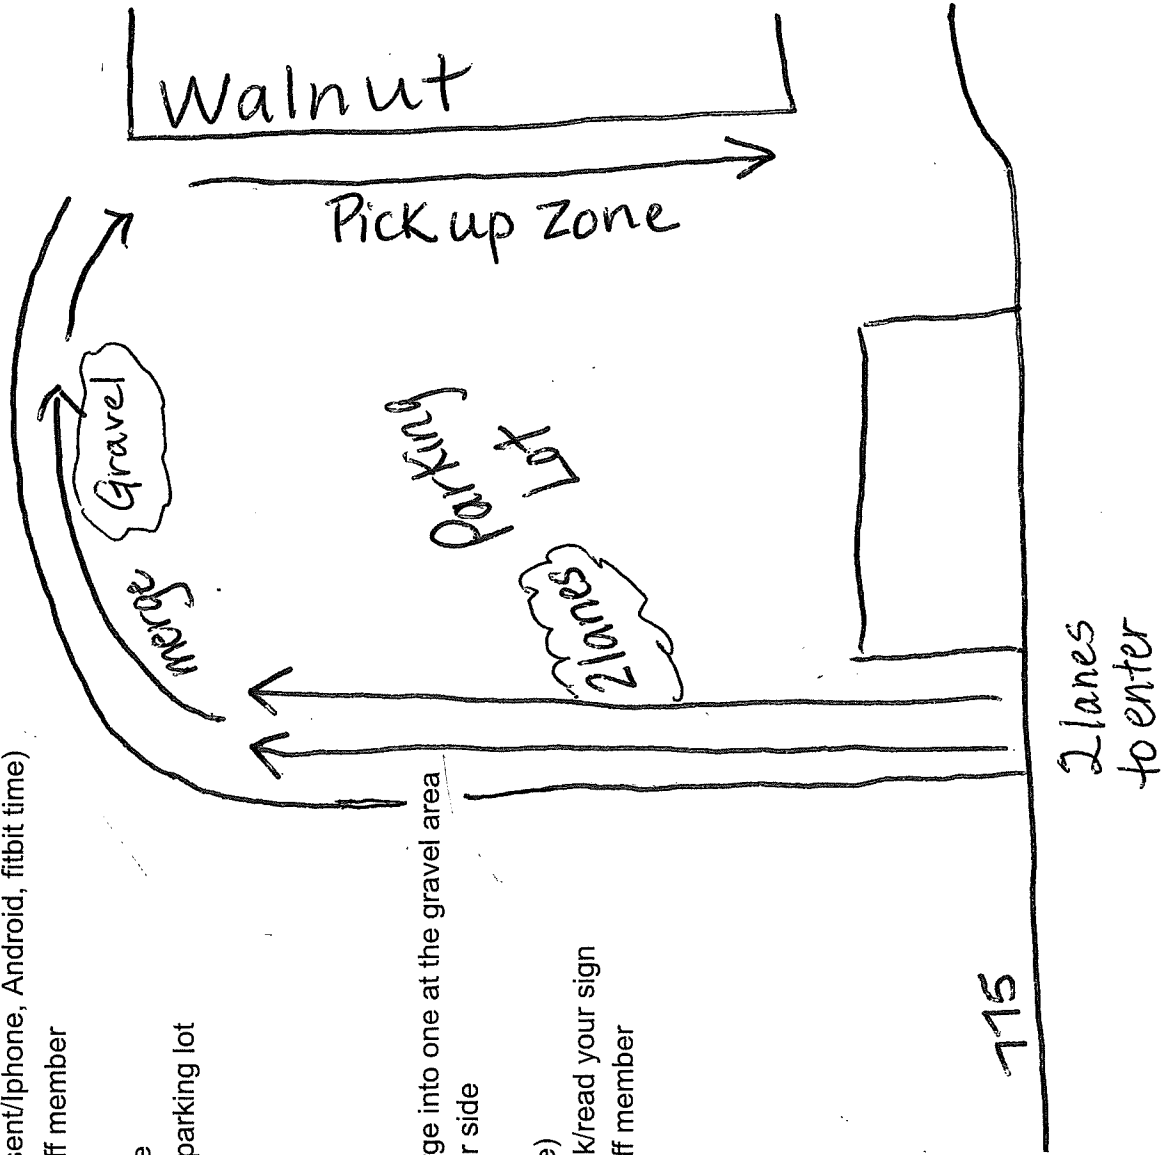 Walnut
Pick up zone
Gravel
merge
Parking
Lot
2 lanes
2 lanes
to enter
115
sent/Iphone, Android, fitbit time)
ff member
e
parking lot
ge into one at the gravel area
r side
e)
k/read your sign
ff member